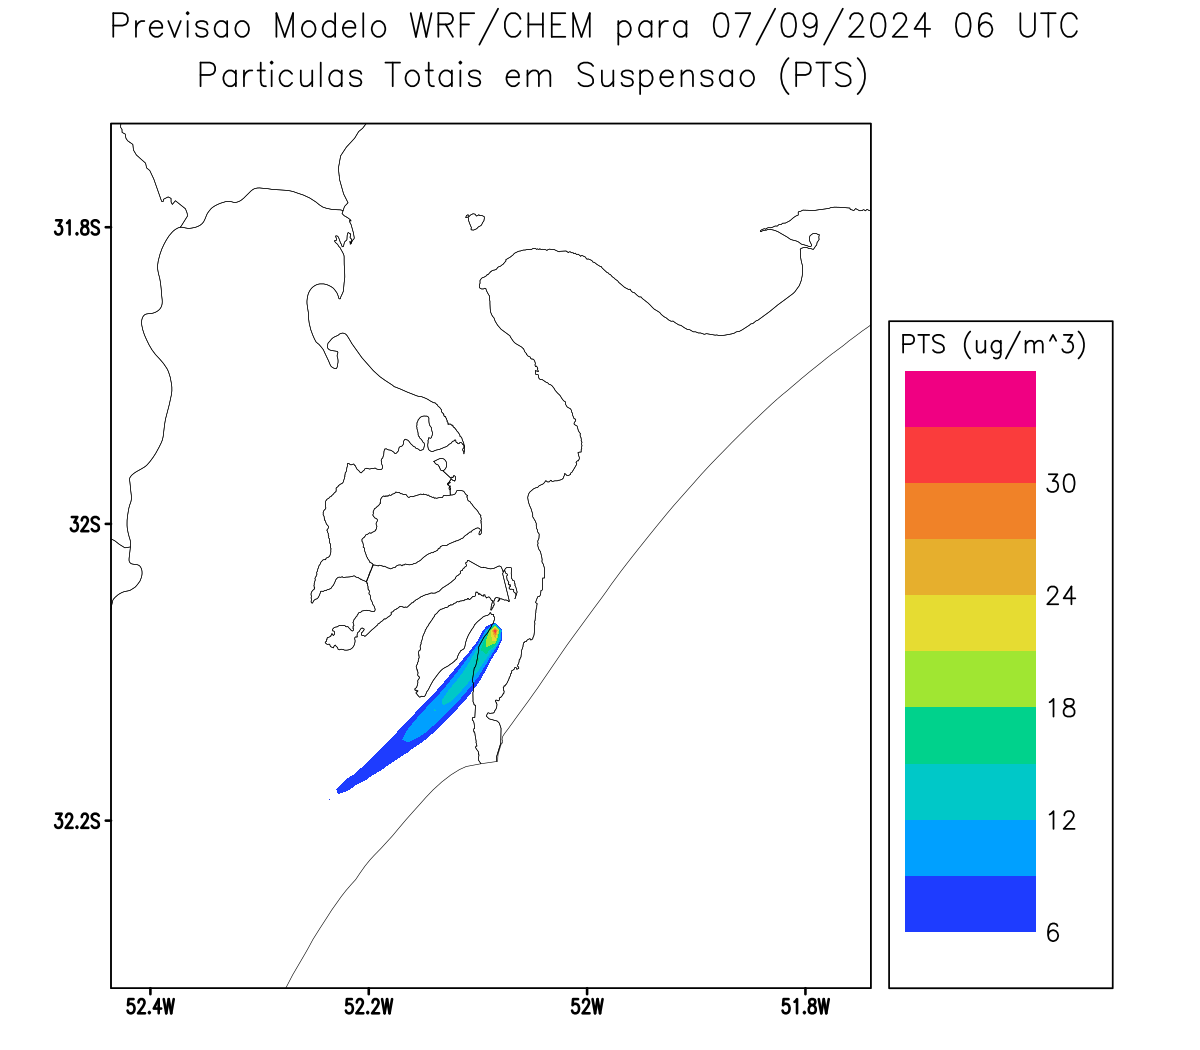 Previsao Modelo WRF/CHEM para 07/09/2024 06 UTC
Particulas Totais em Suspensao (PTS)
31.8S
32S
32.2S
52.4W
52.2W
52W
51.8W
PTS (ug/m^3)
30
24
18
12
6